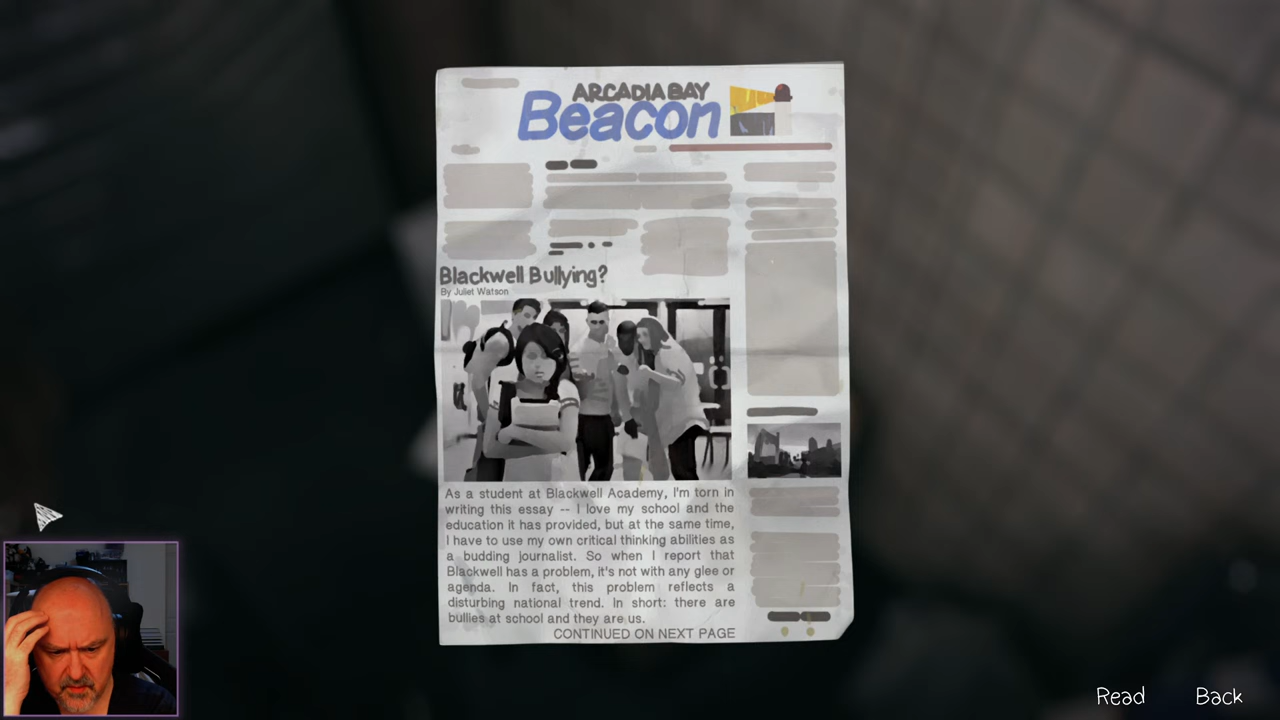 ARCADIA BAY
Beacon
Blackwell Bullying?
By Juliet Watson
As a student at Blackwell Academy, I'm torn in
writing this essay -- I love my school and the
education it has provided, but at the same time,
I have to use my own critical thinking abilities as
a budding journalist. So when I report that
Blackwell has a problem, it's not with any glee or
agenda. In fact, this problem reflects a
disturbing national trend. In short: there are
bullies at school and they are us.
CONTINUED ON NEXT PAGE
Read Back